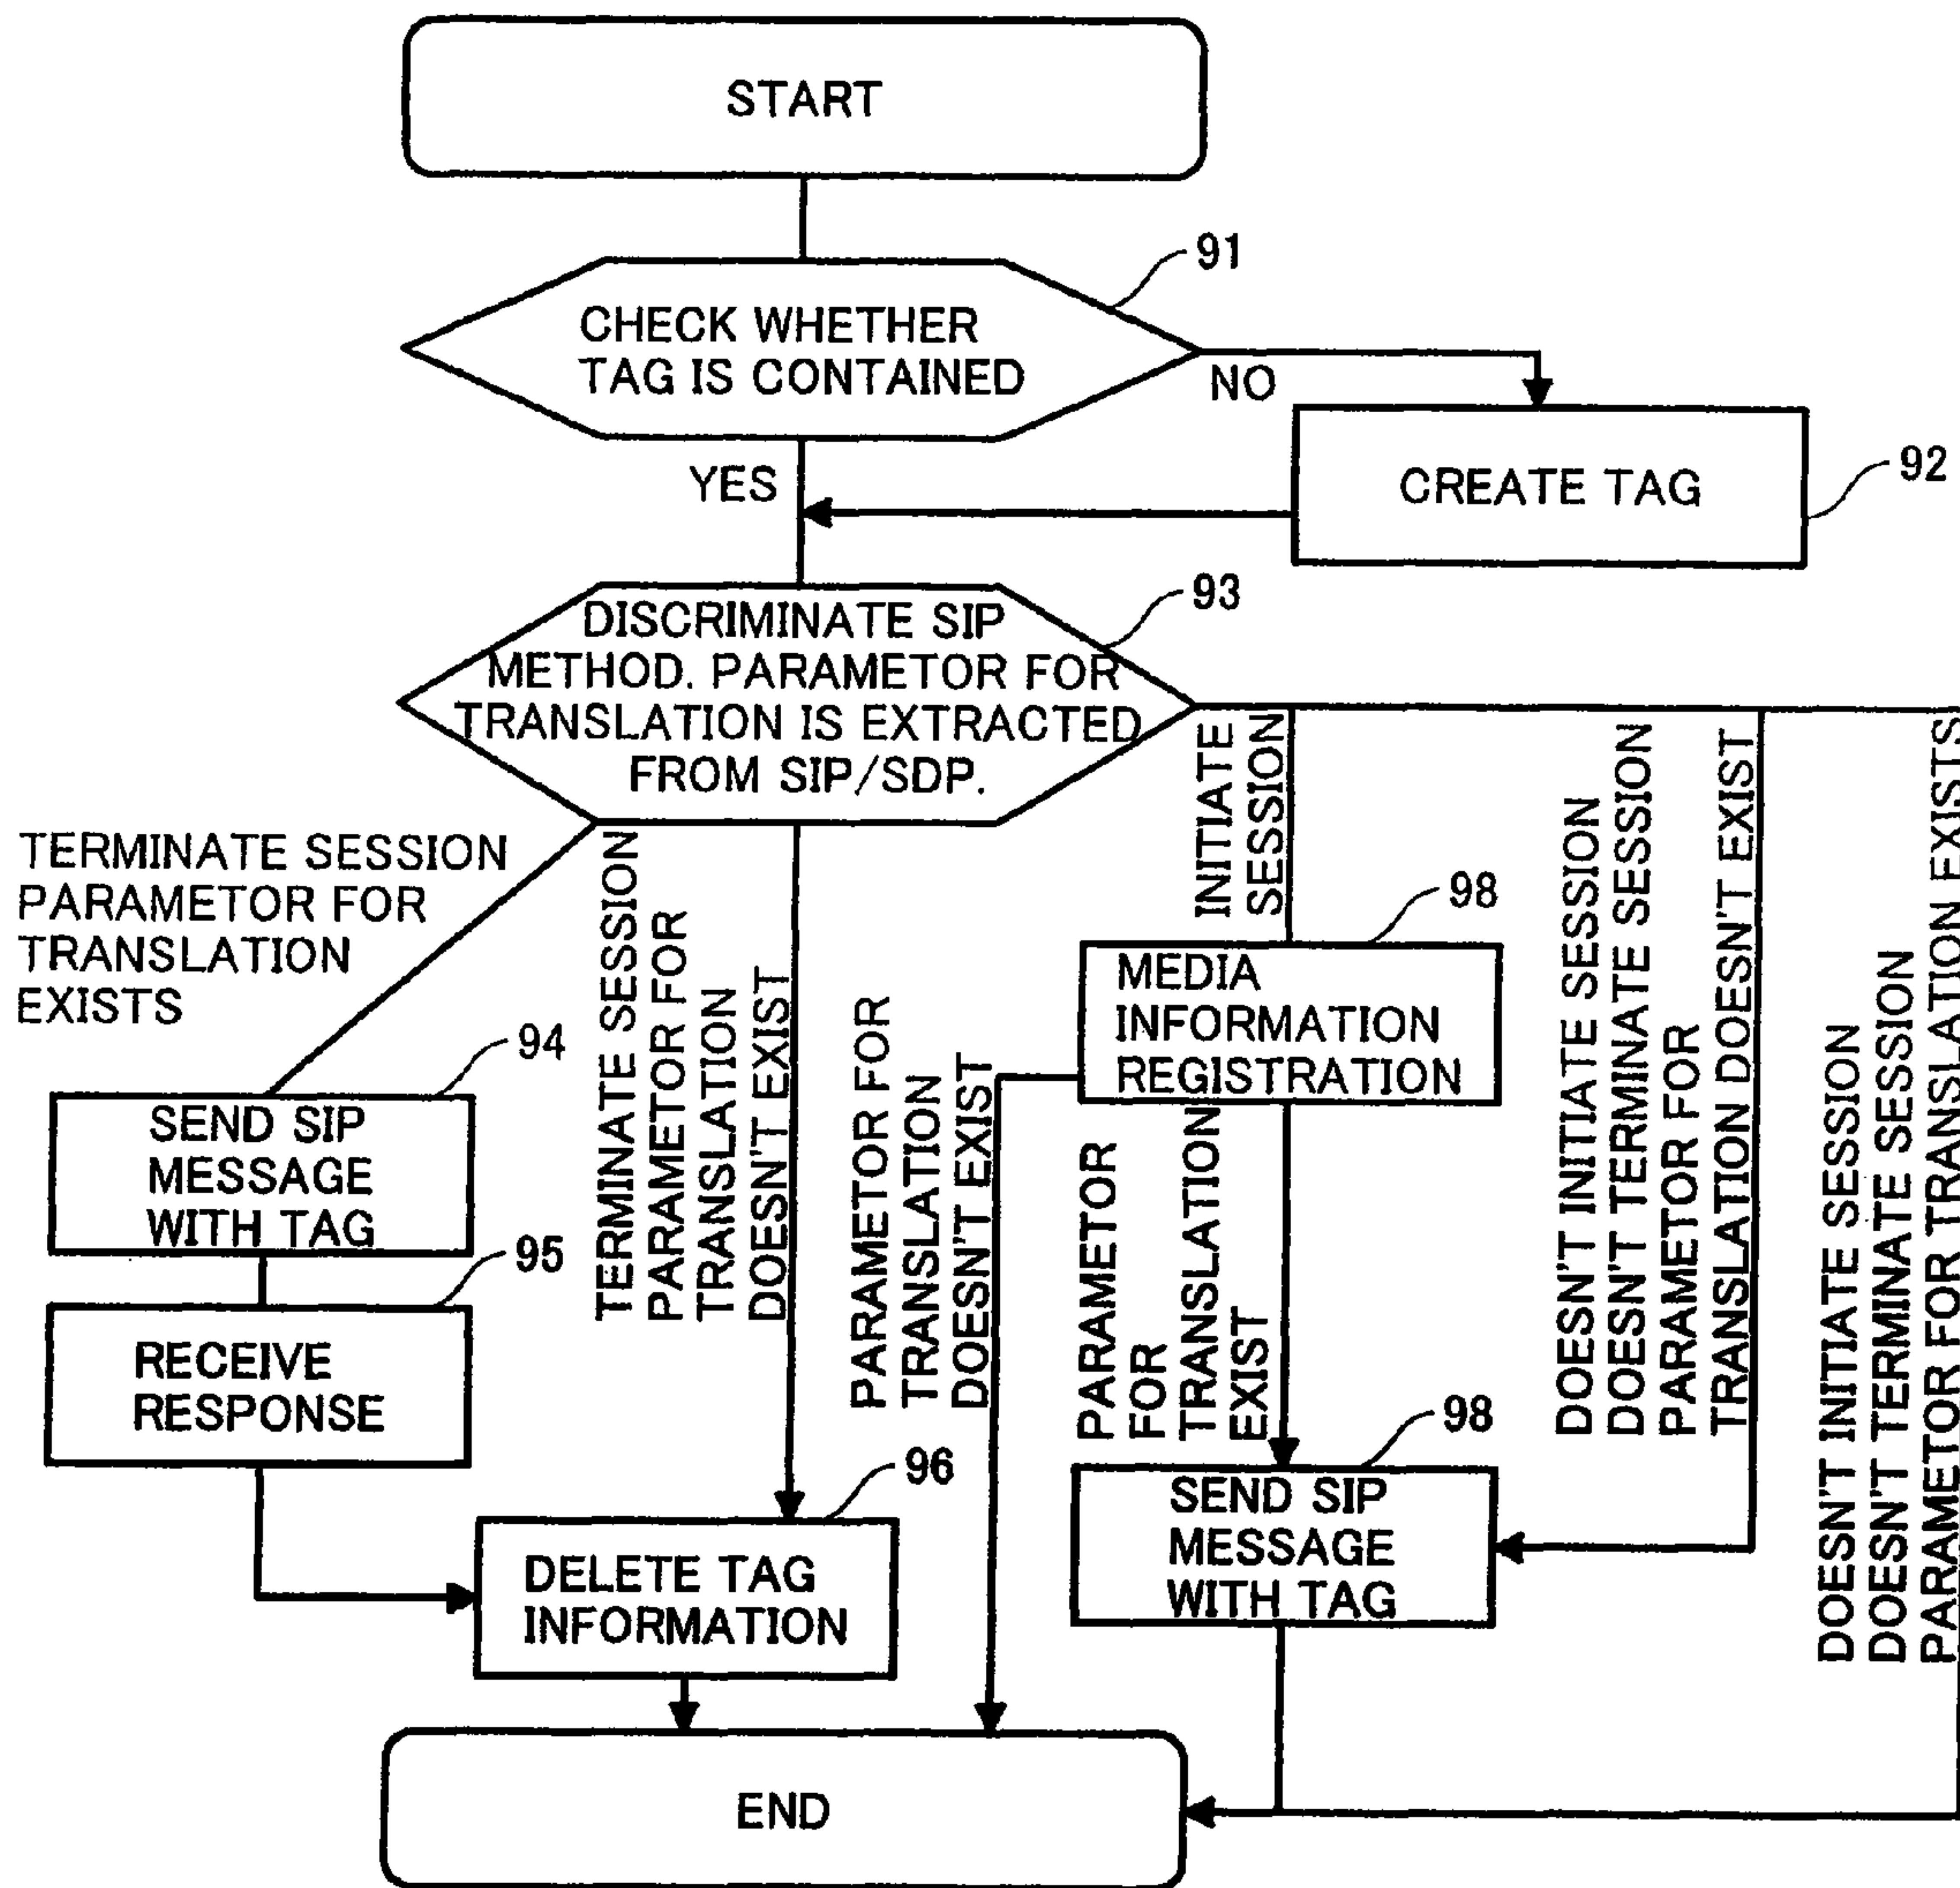 START
91
CHECK WHETHER
TAG IS CONTAINED
NO
YES
CREATE TAG
92
93
DISCRIMINATE SIP
METHOD. PARAMETOR FOR
TRANSLATION IS EXTRACTED
FROM SIP/SDP.
TERMINATE SESSION
PARAMETOR FOR
TRANSLATION
EXISTS
94
SEND SIP
MESSAGE
WITH TAG
95
RECEIVE
RESPONSE
TERMINATE SESSION
PARAMETOR FOR
TRANSLATION
DOESN'T EXIST
96
DELETE TAG
INFORMATION
PARAMETOR FOR
TRANSLATION
DOESN'T EXIST
INITIATE
SESSION
98
MEDIA
INFORMATION
REGISTRATION
PARAMETOR
FOR
TRANSLATION
EXIST
98
SEND SIP
MESSAGE
WITH TAG
DOESN'T INITIATE SESSION
DOESN'T TERMINATE SESSION
PARAMETOR FOR
TRANSLATION DOESN'T EXIST
DOESN'T INITIATE SESSION
DOESN'T TERMINATE SESSION
PARAMETOR FOR TRANSLATION EXISTS
END